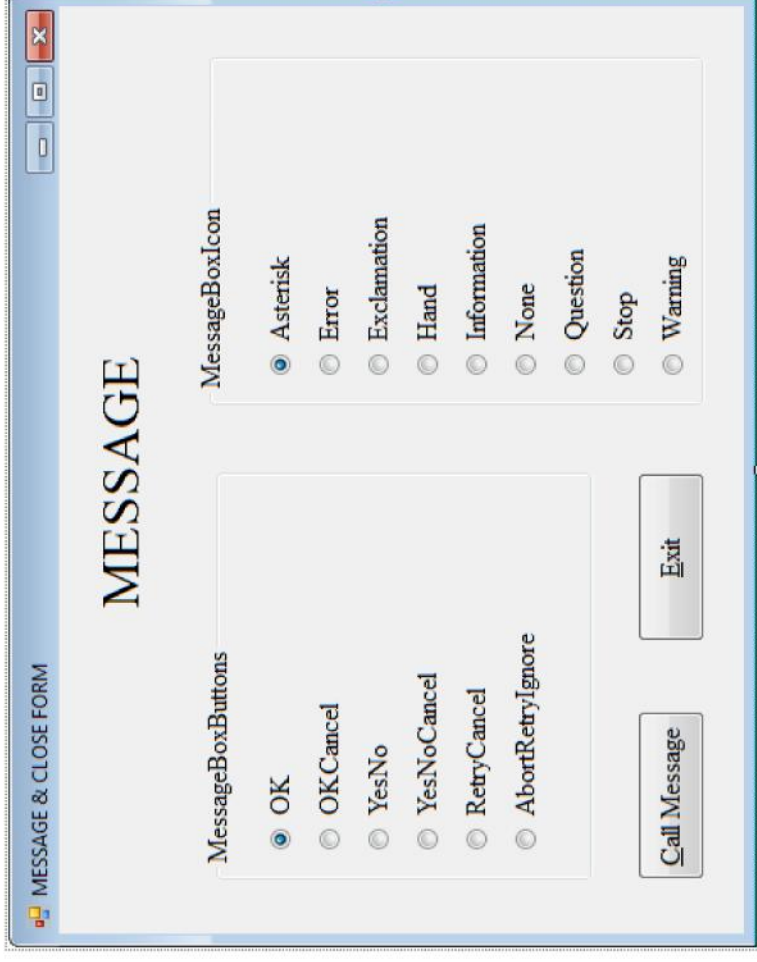 MESSAGE & CLOSE FORM
MESSAGE
MessageBoxButtons
OK
OKCancel
YesNo
YesNoCancel
RetryCancel
AbortRetryIgnore
MessageBoxIcon
Asterisk
Error
Exclamation
Hand
Information
None
Question
Stop
Warning
Call Message
Exit